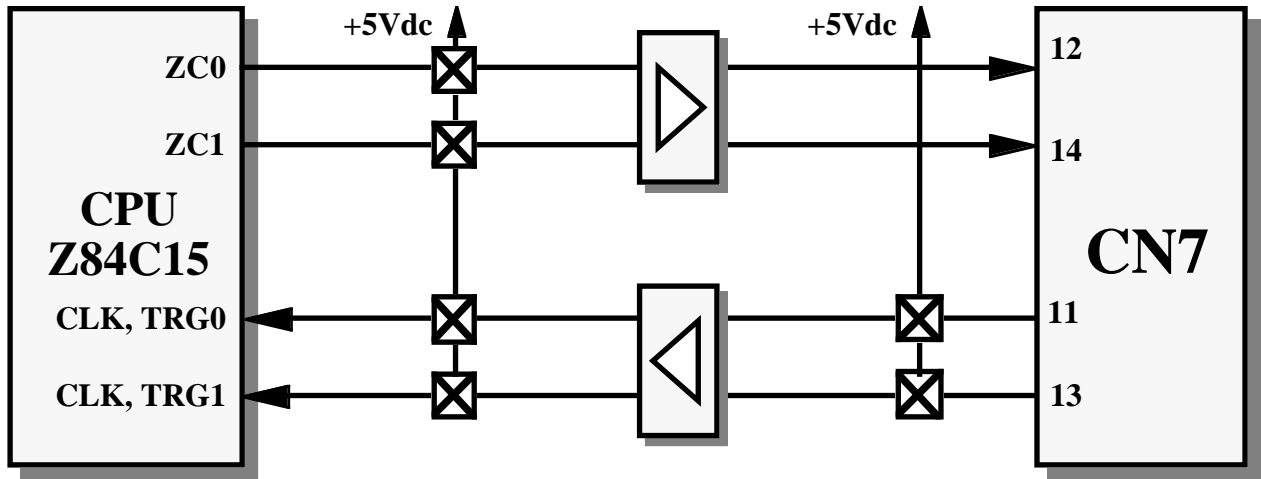 +5Vdc
+5Vdc
ZC0
12
ZC1
14
CPU
Z84C15
CN7
CLK, TRG0
11
CLK, TRG1
13